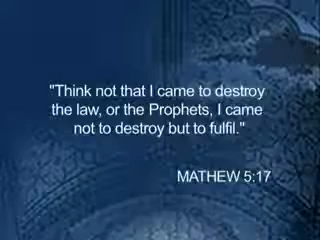 "Think not that I came to destroy
the law, or the Prophets, I came
not to destroy but to fulfil."
MATHEW 5:17